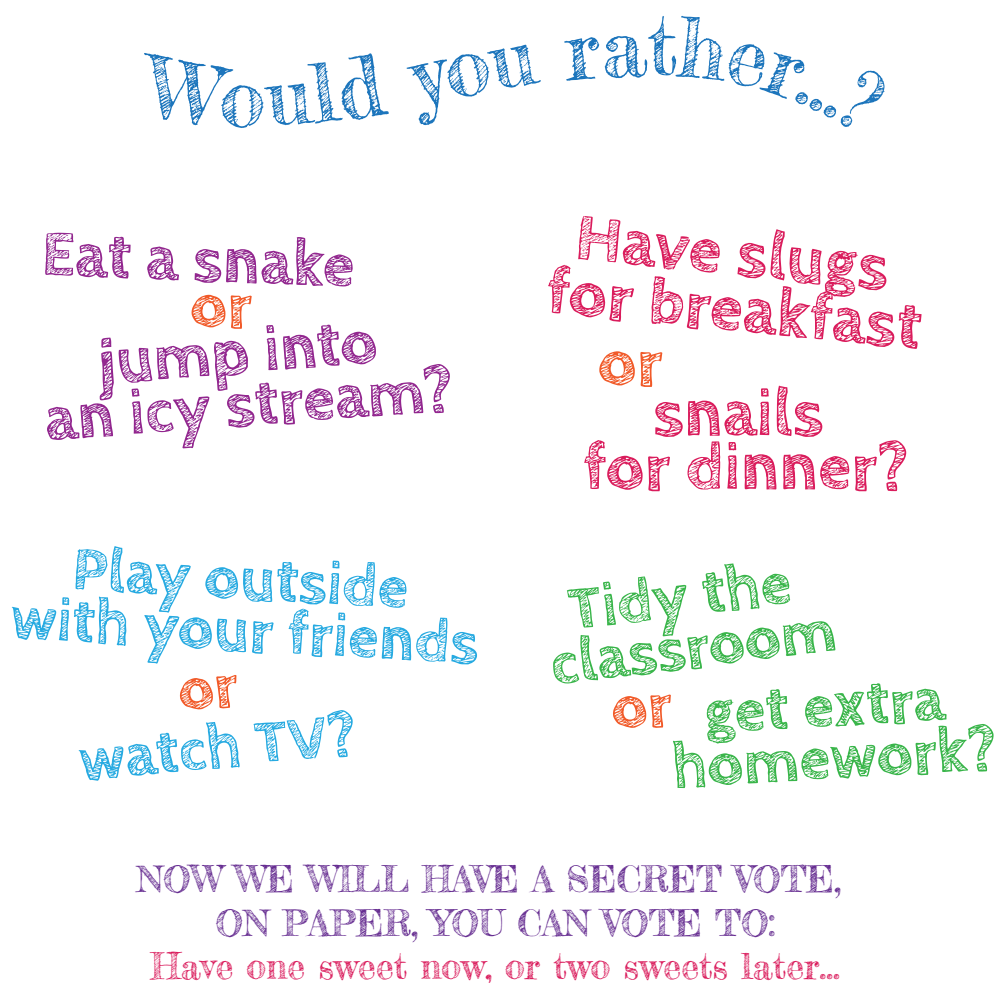 Would you rather...?
Eat a snake
or
jump into
an icy stream?
Have slugs
for breakfast
or
snails
for dinner?
Play outside
with your friends
or
watch TV?
Tidy the
classroom
or get extra
homework?
NOW WE WILL HAVE A SECRET VOTE,
ON PAPER, YOU CAN VOTE TO:
Have one sweet now, or two sweets later...